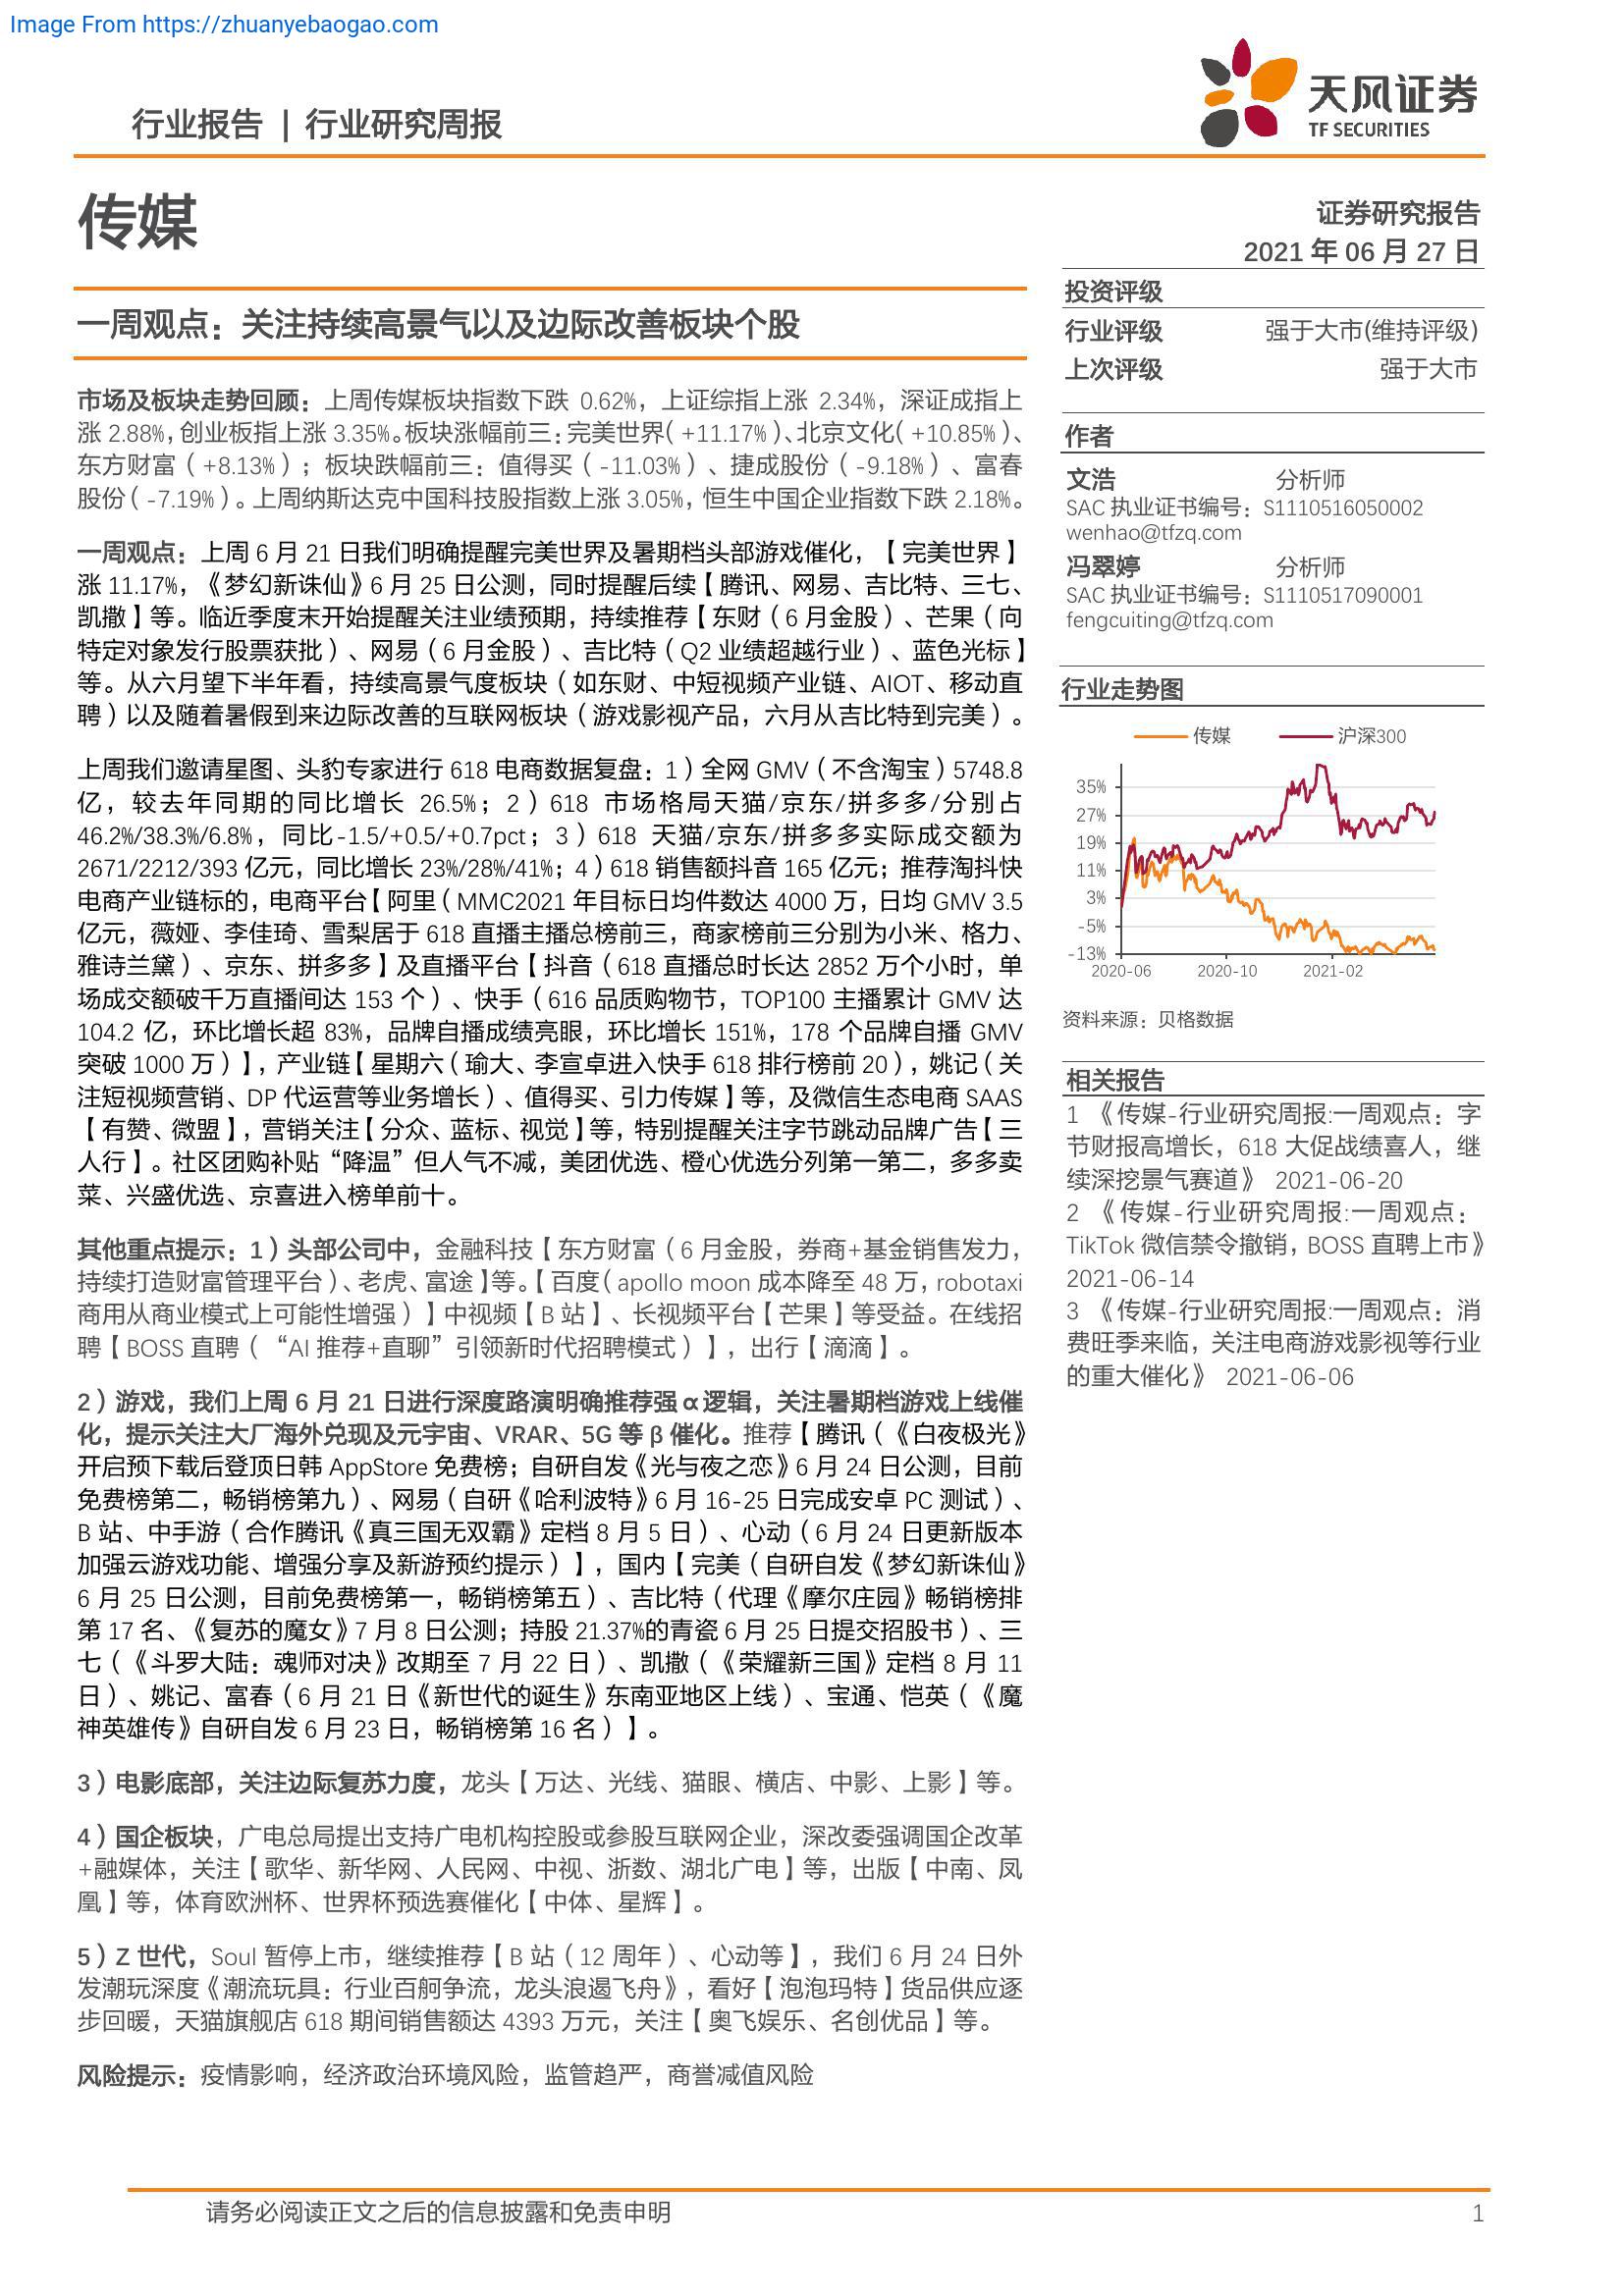 Image From https://zhuanyebaogao.com
行业报告 | 行业研究周报
天风证券
TF SECURITIES
传媒
证券研究报告
2021 年 06 月 27 日
一周观点：关注持续高景气以及边际改善板块个股
市场及板块走势回顾：上周传媒板块指数下跌 0.62%，上证综指上涨 2.34%，深证成指上
涨 2.88%，创业板指上涨 3.35%。板块涨幅前三：完美世界（+11.17%）、北京文化（+10.85%）、
东方财富（+8.13%）；板块跌幅前三：值得买（-11.03%）、捷成股份（-9.18%）、富春
股份（-7.19%）。上周纳斯达克中国科技股指数上涨 3.05%，恒生中国企业指数下跌 2.18%。
一周观点：上周 6 月 21 日我们明确提醒完美世界及暑期档头部游戏催化，【完美世界】
涨 11.17%，《梦幻新诛仙》6 月 25 日公测，同时提醒后续【腾讯、网易、吉比特、三七、
凯撒】等。临近季度末开始提醒关注业绩预期，持续推荐【东财（6 月金股）、芒果（向
特定对象发行股票获批）、网易（6 月金股）、吉比特（Q2 业绩超越行业）、蓝色光标】
等。从六月望下半年看，持续高景气度板块（如东财、中短视频产业链、AIOT、移动直
聘）以及随着暑假到来边际改善的互联网板块（游戏影视产品，六月从吉比特到完美）。
上周我们邀请星图、头豹专家进行 618 电商数据复盘：1）全网 GMV（不含淘宝）5748.8
亿，较去年同期的同比增长 26.5%；2）618 市场格局天猫/京东/拼多多/分别占
46.2%/38.3%/6.8%，同比-1.5/+0.5/+0.7pct；3）618 天猫/京东/拼多多实际成交额为
2671/2212/393 亿元，同比增长 23%/28%/41%；4）618 销售额抖音 165 亿元；推荐淘抖快
电商产业链标的，电商平台【阿里（MMC2021 年目标日均件数达 4000 万，日均 GMV 3.5
亿元，薇娅、李佳琦、雪梨居于 618 直播主播总榜前三，商家榜前三分别为小米、格力、
雅诗兰黛）、京东、拼多多】及直播平台【抖音（618 直播总时长达 2852 万个小时，单
场成交额破千万直播间达 153 个）、快手（616 品质购物节，TOP100 主播累计 GMV 达
104.2 亿，环比增长超 83%，品牌自播成绩亮眼，环比增长 151%，178 个品牌自播 GMV
突破 1000 万）】，产业链【星期六（瑜大、李宣卓进入快手 618 排行榜前 20），姚记（关
注短视频营销、DP 代运营等业务增长）、值得买、引力传媒】等，及微信生态电商 SAAS
【有赞、微盟】，营销关注【分众、蓝标、视觉】等，特别提醒关注字节跳动品牌广告【三
人行】。社区团购补贴“降温”但人气不减，美团优选、橙心优选分列第一第二，多多卖
菜、兴盛优选、京喜进入榜单前十。
其他重点提示：1）头部公司中，金融科技【东方财富（6 月金股，券商+基金销售发力，
持续打造财富管理平台）、老虎、富途】等。【百度（apollo moon 成本降至 48 万，robotaxi
商用从商业模式上可能性增强）】中视频【B 站】、长视频平台【芒果】等受益。在线招
聘【BOSS 直聘（“AI 推荐+直聊”引领新时代招聘模式）】，出行【滴滴】。
2）游戏，我们上周 6 月 21 日进行深度路演明确推荐强α逻辑，关注暑期档游戏上线催
化，提示关注大厂海外兑现及元宇宙、VRAR、5G 等β催化。推荐【腾讯（《白夜极光》
开启预下载后登顶日韩 AppStore 免费榜；自研自发《光与夜之恋》6 月 24 日公测，目前
免费榜第二，畅销榜第九）、网易（自研《哈利波特》6 月 16-25 日完成安卓 PC 测试）、
B 站、中手游（合作腾讯《真三国无双霸》定档 8 月 5 日）、心动（6 月 24 日更新版本
加强云游戏功能、增强分享及新游预约提示）】，国内【完美（自研自发《梦幻新诛仙》
6 月 25 日公测，目前免费榜第一，畅销榜第五）、吉比特（代理《摩尔庄园》畅销榜排
第 17 名、《复苏的魔女》7 月 8 日公测；持股 21.37%的青瓷 6 月 25 日提交招股书）、三
七（《斗罗大陆：魂师对决》改期至 7 月 22 日）、凯撒（《荣耀新三国》定档 8 月 11
日）、姚记、富春（6 月 21 日《新世代的诞生》东南亚地区上线）、宝通、恺英（《魔
神英雄传》自研自发 6 月 23 日，畅销榜第 16 名）】。
3）电影底部，关注边际复苏力度，龙头【万达、光线、猫眼、横店、中影、上影】等。
4）国企板块，广电总局提出支持广电机构控股或参股互联网企业，深改委强调国企改革
+融媒体，关注【歌华、新华网、人民网、中视、浙数、湖北广电】等，出版【中南、凤
凰】等，体育欧洲杯、世界杯预选赛催化【中体、星辉】。
5）Z 世代，Soul 暂停上市，继续推荐【B 站（12 周年）、心动等】，我们 6 月 24 日外
发潮玩深度《潮流玩具：行业百舸争流，龙头浪遏飞舟》，看好【泡泡玛特】货品供应逐
步回暖，天猫旗舰店 618 期间销售额达 4393 万元，关注【奥飞娱乐、名创优品】等。
风险提示：疫情影响，经济政治环境风险，监管趋严，商誉减值风险
投资评级
行业评级 强于大市(维持评级)
上次评级 强于大市
作者
文浩 分析师
SAC 执业证书编号：S1110516050002
wenhao@tfzq.com
冯翠婷 分析师
SAC 执业证书编号：S1110517090001
fengcuiting@tfzq.com
行业走势图
传媒 沪深300
35%
27%
19%
11%
3%
-5%
-13%
2020-06 2020-10 2021-02
资料来源：贝格数据
相关报告
1 《传媒-行业研究周报:一周观点：字
节财报高增长，618 大促战绩喜人，继
续深挖景气赛道》 2021-06-20
2 《传媒-行业研究周报:一周观点：
TikTok 微信禁令撤销，BOSS 直聘上市》
2021-06-14
3 《传媒-行业研究周报:一周观点：消
费旺季来临，关注电商游戏影视等行业
的重大催化》 2021-06-06
请务必阅读正文之后的信息披露和免责申明 1